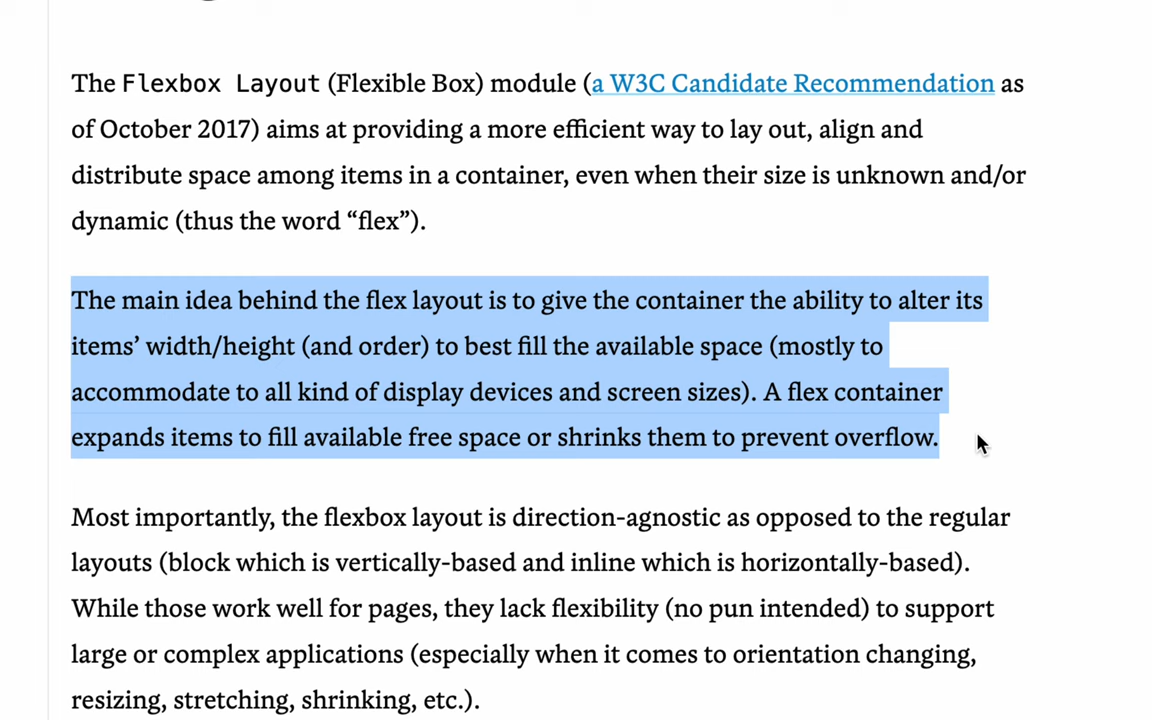 The Flexbox Layout (Flexible Box) module (a W3C Candidate Recommendation as
of October 2017) aims at providing a more efficient way to lay out, align and
distribute space among items in a container, even when their size is unknown and/or
dynamic (thus the word “flex”).
The main idea behind the flex layout is to give the container the ability to alter its
items’ width/height (and order) to best fill the available space (mostly to
accommodate to all kind of display devices and screen sizes). A flex container
expands items to fill available free space or shrinks them to prevent overflow.
Most importantly, the flexbox layout is direction-agnostic as opposed to the regular
layouts (block which is vertically-based and inline which is horizontally-based).
While those work well for pages, they lack flexibility (no pun intended) to support
large or complex applications (especially when it comes to orientation changing,
resizing, stretching, shrinking, etc.).